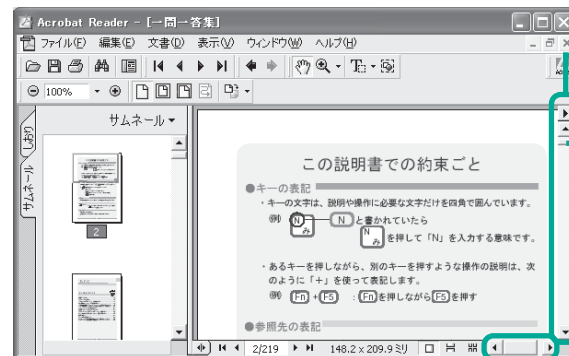 Acrobat Reader - [一問一答集]
ファイル(F) 編集(E) 文書(D) 表示(V) ウィンドウ(W) ヘルプ(H)
100%
しおり
サムネール
サムネール
2
この説明書での約束ごと
●キーの表記
・キーの文字は、説明や操作に必要な文字だけを四角で囲んでいます。
例) N み N と書かれていたら
N み を押して「N」を入力する意味です。
・あるキーを押しながら、別のキーを押すような操作の説明は、次
のように「+」を使って表記します。
例) Fn + F5 : Fn を押しながら F5 を押す
●参照先の表記
2/219 148.2 x 209.9 ミリ